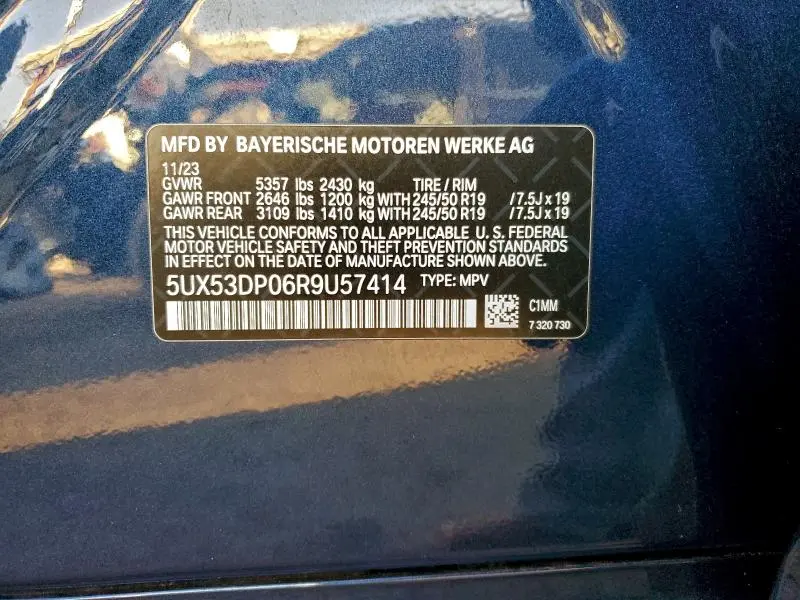 MFD BY BAYERISCHE MOTOREN WERKE AG
11/23
GVWR 5357 lbs 2430 kg TIRE / RIM
GAWR FRONT 2646 lbs 1200 kg WITH 245/50 R19 / 7.5J x 19
GAWR REAR 3109 lbs 1410 kg WITH 245/50 R19 / 7.5J x 19
THIS VEHICLE CONFORMS TO ALL APPLICABLE U. S. FEDERAL
MOTOR VEHICLE SAFETY AND THEFT PREVENTION STANDARDS
IN EFFECT ON THE DATE OF MANUFACTURE SHOWN ABOVE.
5UX53DP06R9U57414 TYPE: MPV
C1MM
7 320 730